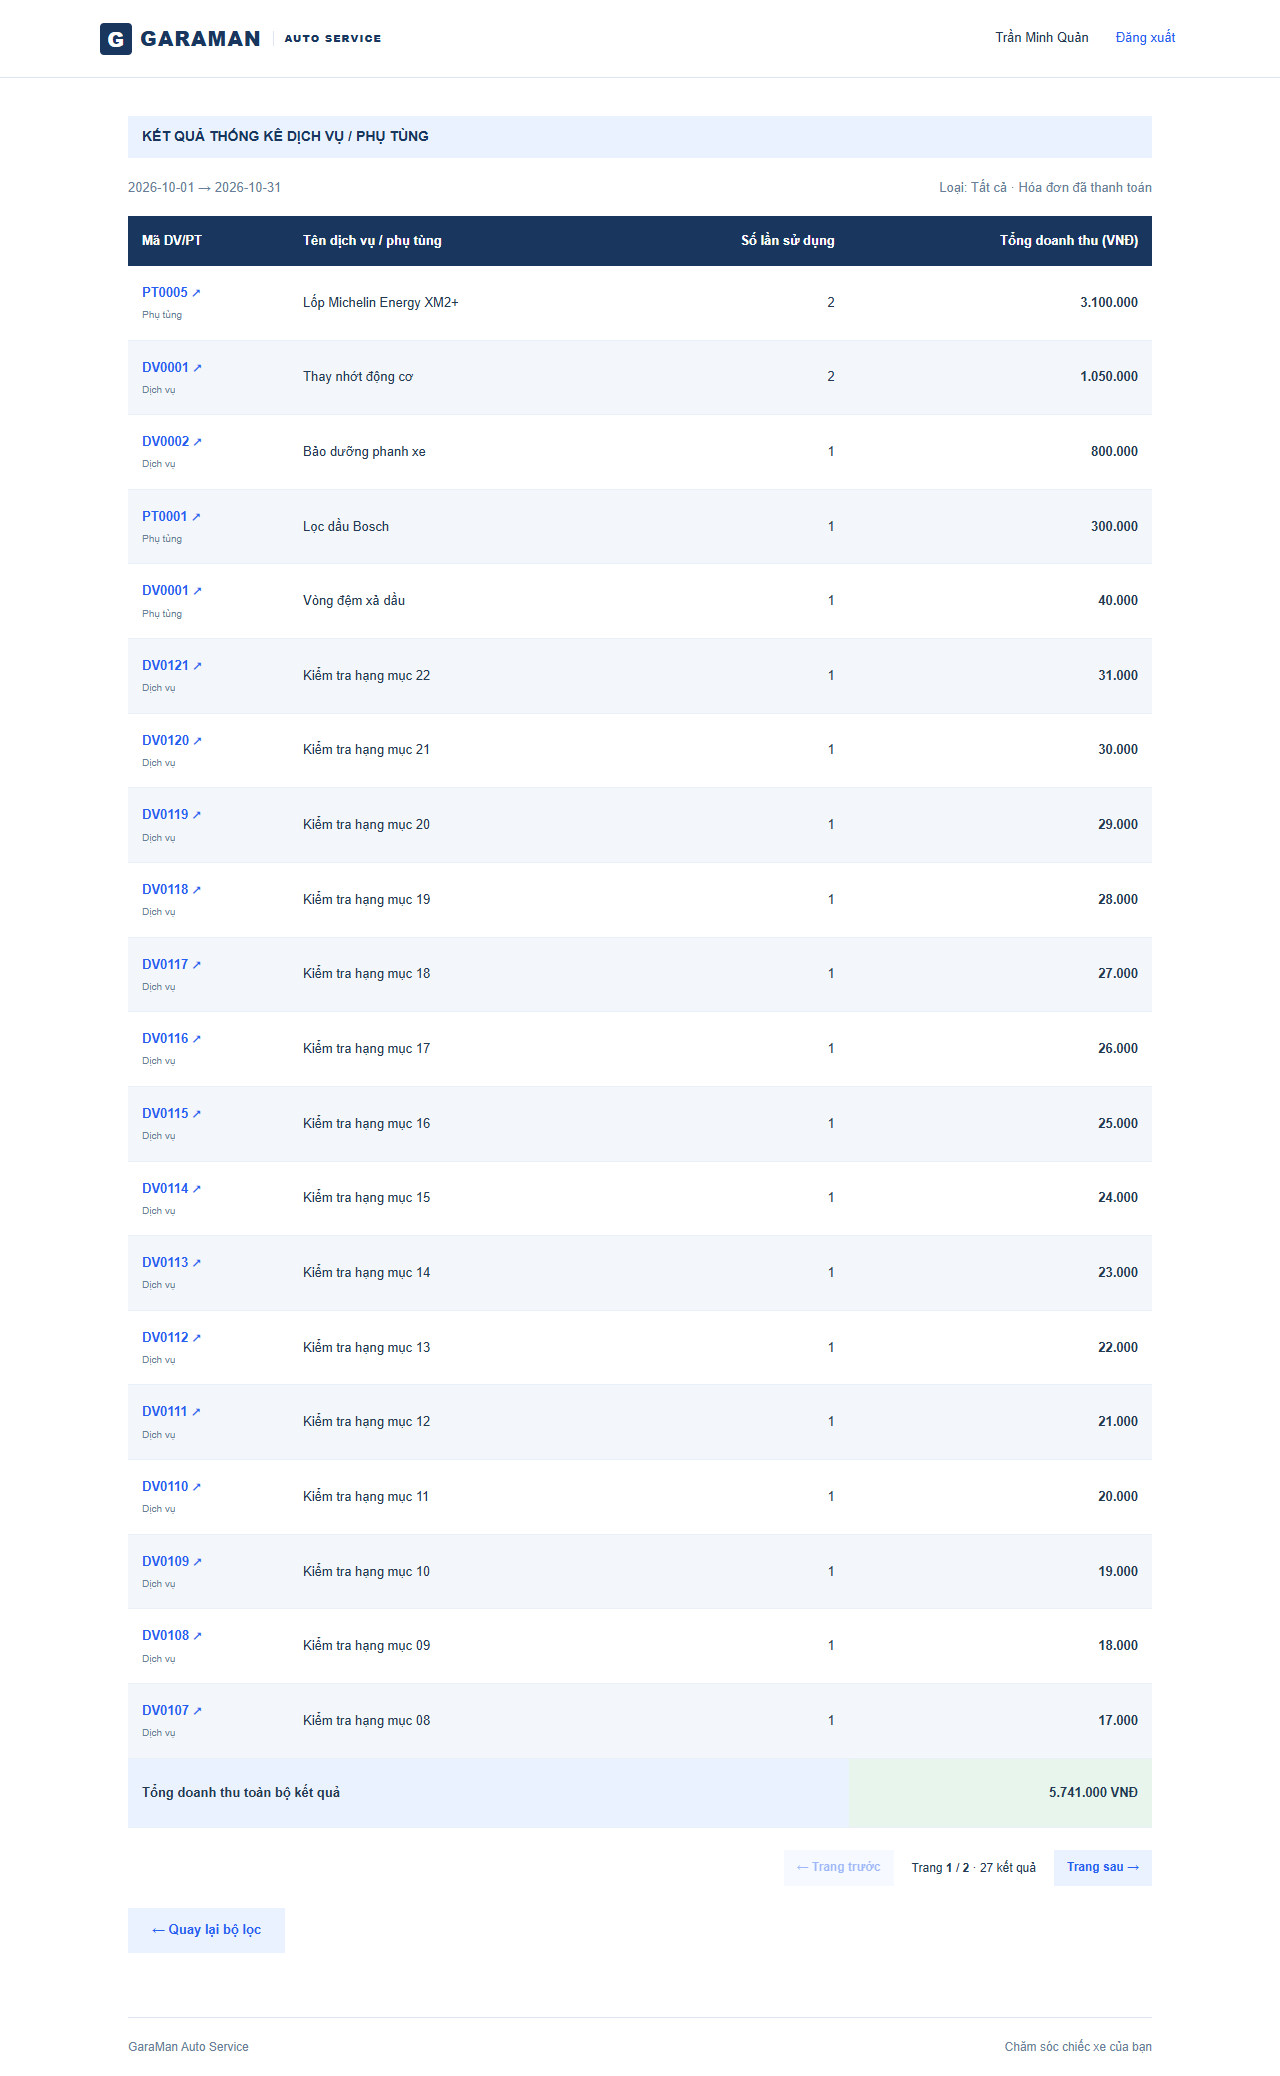 G GARAMAN AUTO SERVICE Trần Minh Quân Đăng xuất
KẾT QUẢ THỐNG KÊ DỊCH VỤ / PHỤ TÙNG
2026-10-01 → 2026-10-31 Loại: Tất cả · Hóa đơn đã thanh toán
Mã DV/PT Tên dịch vụ / phụ tùng Số lần sử dụng Tổng doanh thu (VNĐ)
PT0005 ↗ Lốp Michelin Energy XM2+ 2 3.100.000
Phụ tùng
DV0001 ↗ Thay nhớt động cơ 2 1.050.000
Dịch vụ
DV0002 ↗ Bảo dưỡng phanh xe 1 800.000
Dịch vụ
PT0001 ↗ Lọc dầu Bosch 1 300.000
Phụ tùng
DV0001 ↗ Vòng đệm xả dầu 1 40.000
Phụ tùng
DV0121 ↗ Kiểm tra hạng mục 22 1 31.000
Dịch vụ
DV0120 ↗ Kiểm tra hạng mục 21 1 30.000
Dịch vụ
DV0119 ↗ Kiểm tra hạng mục 20 1 29.000
Dịch vụ
DV0118 ↗ Kiểm tra hạng mục 19 1 28.000
Dịch vụ
DV0117 ↗ Kiểm tra hạng mục 18 1 27.000
Dịch vụ
DV0116 ↗ Kiểm tra hạng mục 17 1 26.000
Dịch vụ
DV0115 ↗ Kiểm tra hạng mục 16 1 25.000
Dịch vụ
DV0114 ↗ Kiểm tra hạng mục 15 1 24.000
Dịch vụ
DV0113 ↗ Kiểm tra hạng mục 14 1 23.000
Dịch vụ
DV0112 ↗ Kiểm tra hạng mục 13 1 22.000
Dịch vụ
DV0111 ↗ Kiểm tra hạng mục 12 1 21.000
Dịch vụ
DV0110 ↗ Kiểm tra hạng mục 11 1 20.000
Dịch vụ
DV0109 ↗ Kiểm tra hạng mục 10 1 19.000
Dịch vụ
DV0108 ↗ Kiểm tra hạng mục 09 1 18.000
Dịch vụ
DV0107 ↗ Kiểm tra hạng mục 08 1 17.000
Dịch vụ
Tổng doanh thu toàn bộ kết quả 5.741.000 VNĐ
← Trang trước Trang 1 / 2 · 27 kết quả Trang sau →
← Quay lại bộ lọc
GaraMan Auto Service Chăm sóc chiếc xe của bạn